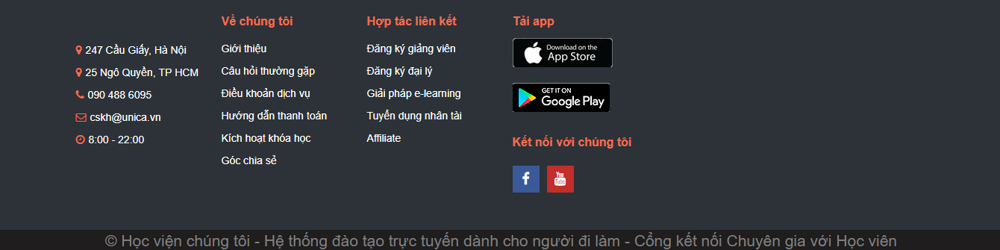 247 Cầu Giấy, Hà Nội
25 Ngô Quyền, TP HCM
090 488 6095
cskh@unica.vn
8:00 - 22:00
Về chúng tôi
Giới thiệu
Câu hỏi thường gặp
Điều khoản dịch vụ
Hướng dẫn thanh toán
Kích hoạt khóa học
Góc chia sẻ
Hợp tác liên kết
Đăng ký giảng viên
Đăng ký đại lý
Giải pháp e-learning
Tuyển dụng nhân tài
Affiliate
Tải app
Download on the
App Store
GET IT ON
Google Play
Kết nối với chúng tôi
f
You
Tube
© Học viện chúng tôi - Hệ thống đào tạo trực tuyến dành cho người đi làm - Cổng kết nối Chuyên gia với Học viên